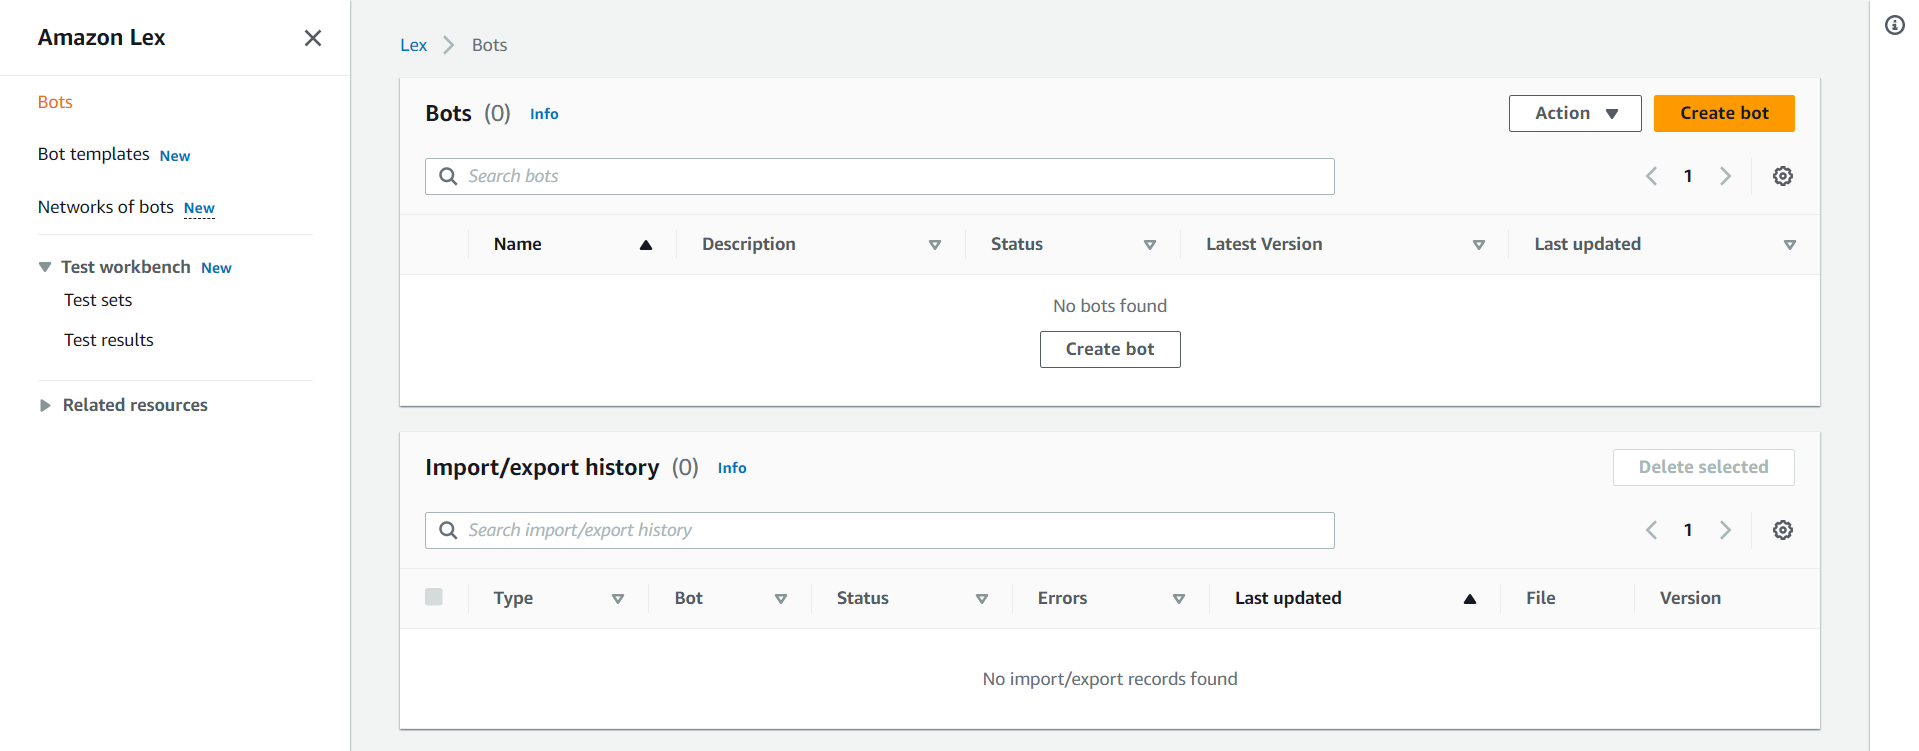 Amazon Lex
Bots
Bot templates New
Networks of bots New
Test workbench New
Test sets
Test results
Related resources
Lex Bots
Bots (0) Info
Action Create bot
Search bots
1
Name Description Status Latest Version Last updated
No bots found
Create bot
Import/export history (0) Info
Delete selected
Search import/export history
1
Type Bot Status Errors Last updated File Version
No import/export records found